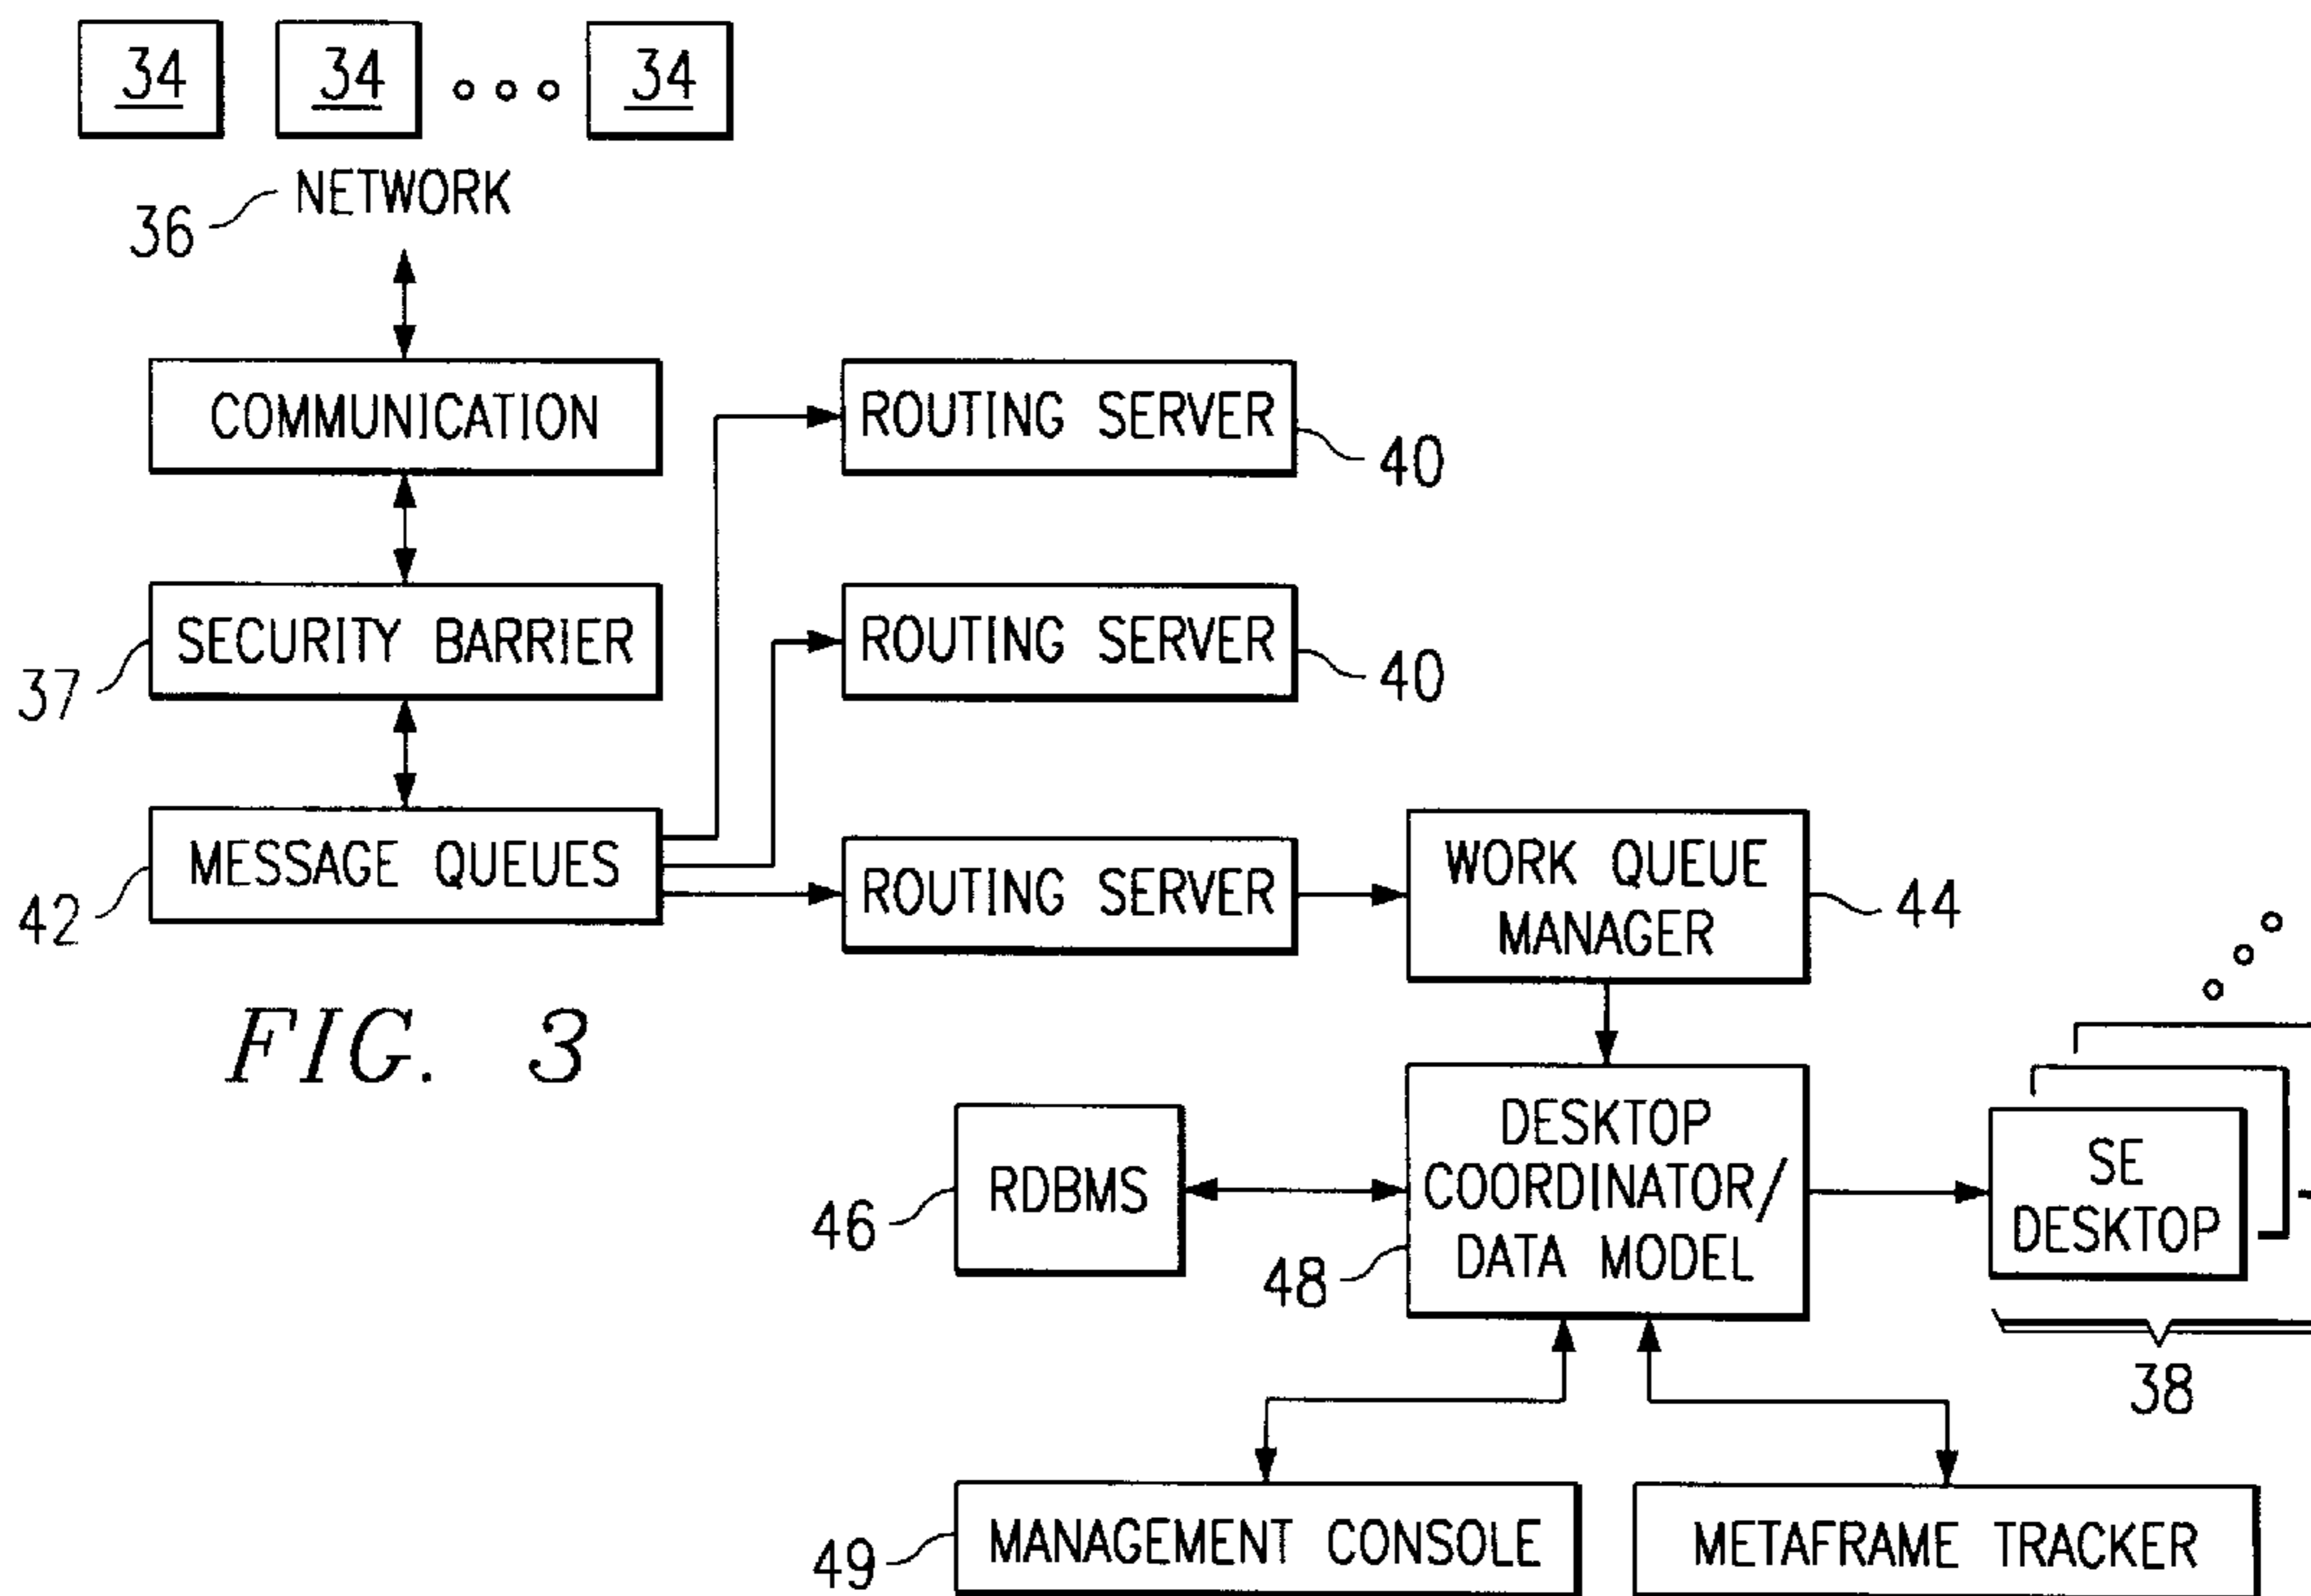 34 34 34
NETWORK
36
COMMUNICATION
ROUTING SERVER
40
SECURITY BARRIER
37
ROUTING SERVER
40
MESSAGE QUEUES
42
ROUTING SERVER
WORK QUEUE
MANAGER
44
FIG. 3
RDBMS
46
DESKTOP
COORDINATOR/
DATA MODEL
48
SE
DESKTOP
38
MANAGEMENT CONSOLE
49
METAFRAME TRACKER